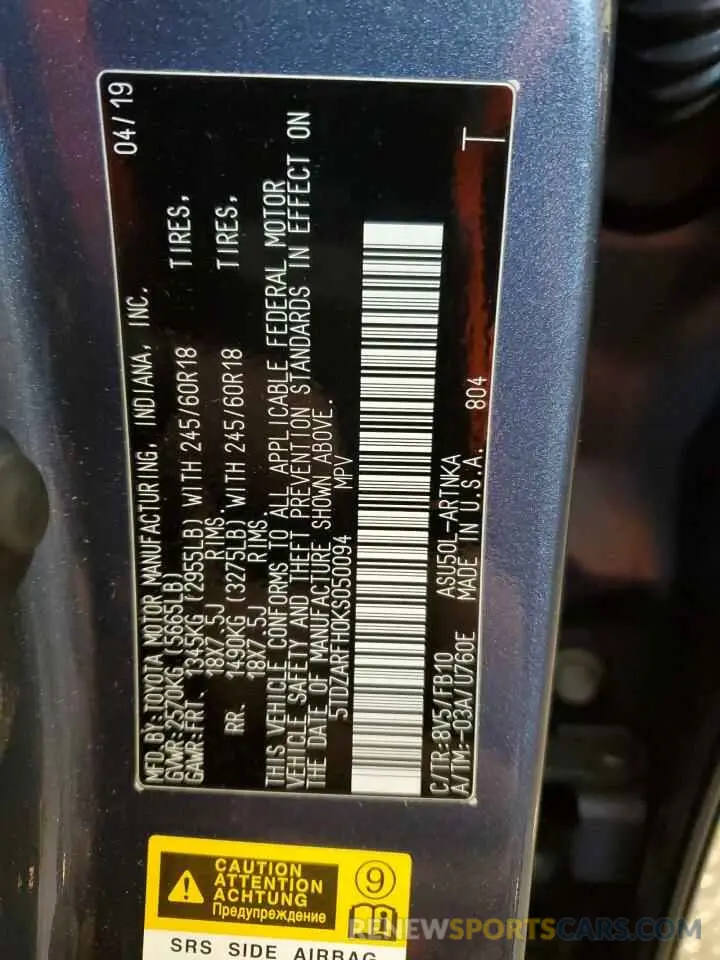 MFD.BY:TOYOTA MOTOR MANUFACTURING, INDIANA, INC. 04/19
GVWR:2570KG (5665LB)
GAWR:FRT. 1345KG (2955LB) WITH 245/60R18 TIRES,
18X7.5J RIMS.
RR. 1490KG (3275LB) WITH 245/60R18 TIRES,
18X7.5J RIMS.
THIS VEHICLE CONFORMS TO ALL APPLICABLE FEDERAL MOTOR
VEHICLE SAFETY AND THEFT PREVENTION STANDARDS IN EFFECT ON
THE DATE OF MANUFACTURE SHOWN ABOVE.
5TDZARFH0KS050094 MPV
C/TR:8V5/FB10 ASU50L-ARTNKA T
A/TM:-03A/U760E MADE IN U.S.A. 804
CAUTION
ATTENTION
ACHTUNG
Предупреждение
9
SRS SIDE AIRBAG
RENEWSPORTSCARS.COM